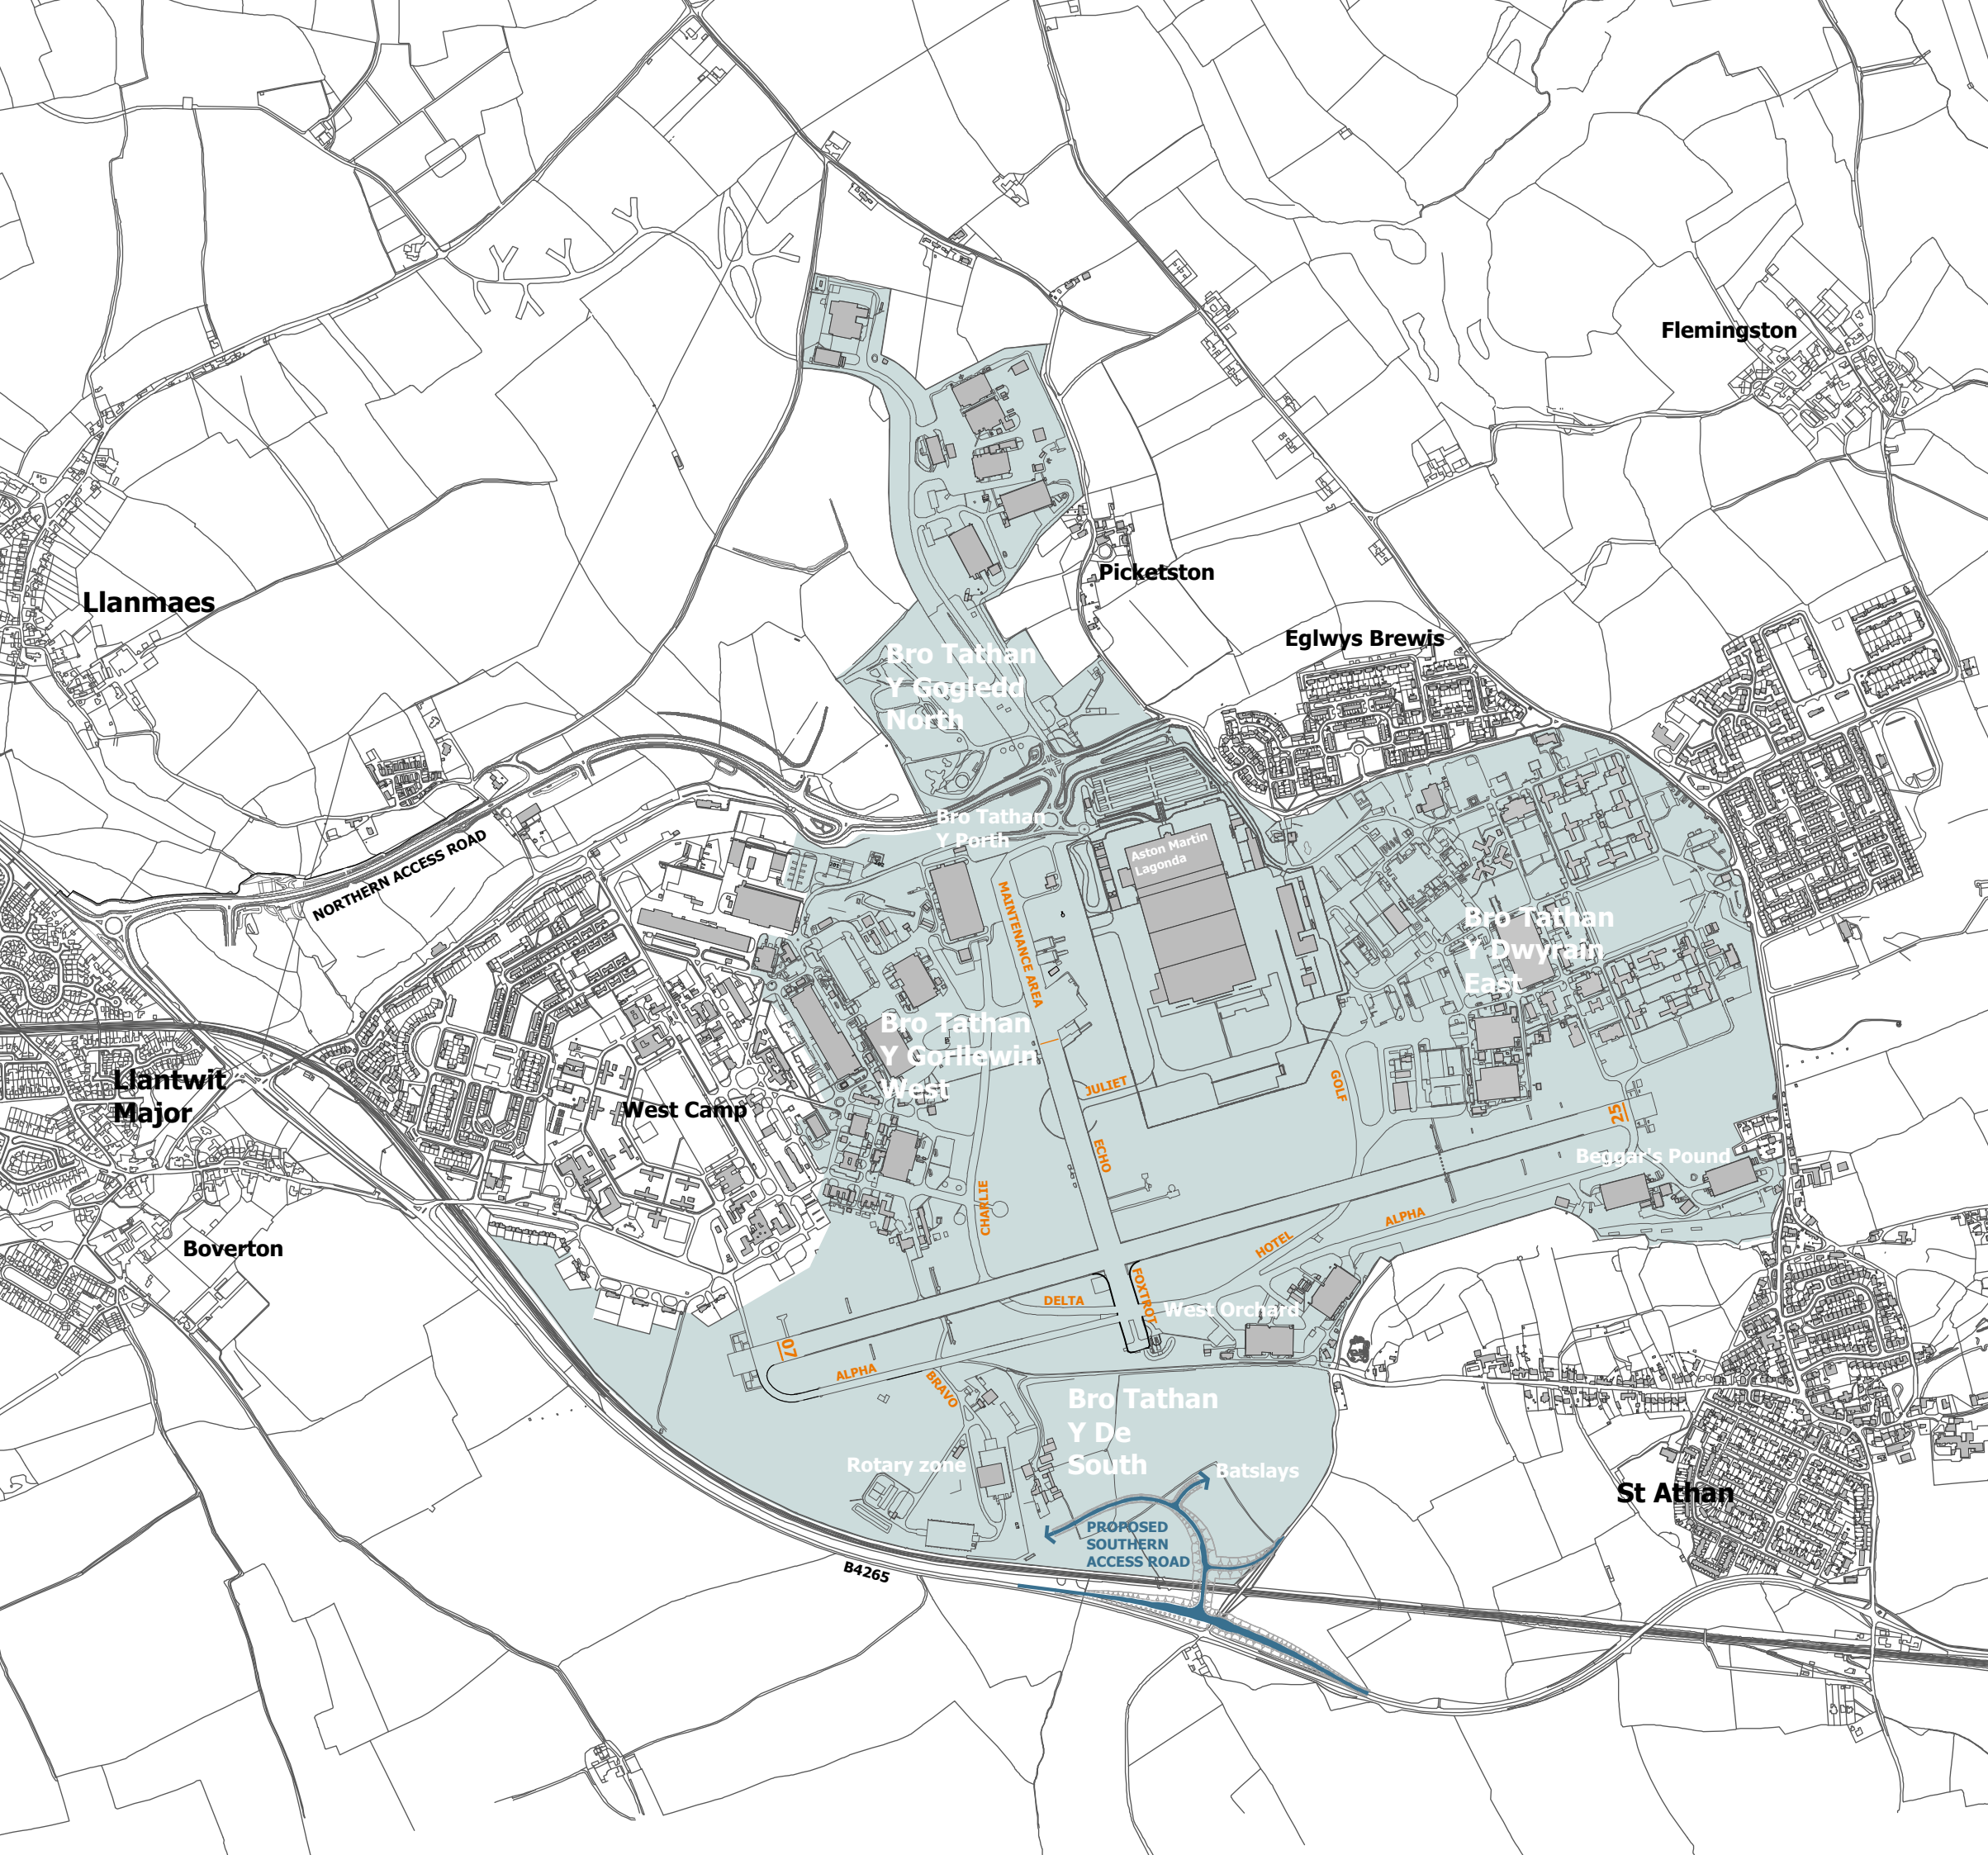 Flemingston
Picketston
Llanmaes
Eglwys Brewis
Bro Tathan
Y Gogledd
North
Bro Tathan
Y Porth
Aston Martin
Lagonda
NORTHERN ACCESS ROAD
MAINTENANCE AREA
Bro Tathan
Y Dwyrain
East
Bro Tathan
Y Gorllewin
West
Llantwit
Major
West Camp
JULIET
GOLF
25
ECHO
Beggar's Pound
CHARLIE
ALPHA
HOTEL
Boverton
DELTA
FOXTROT
West Orchard
07
ALPHA
BRAVO
Bro Tathan
Y De
South
Rotary zone
Batslays
St Athan
PROPOSED
SOUTHERN
ACCESS ROAD
B4265